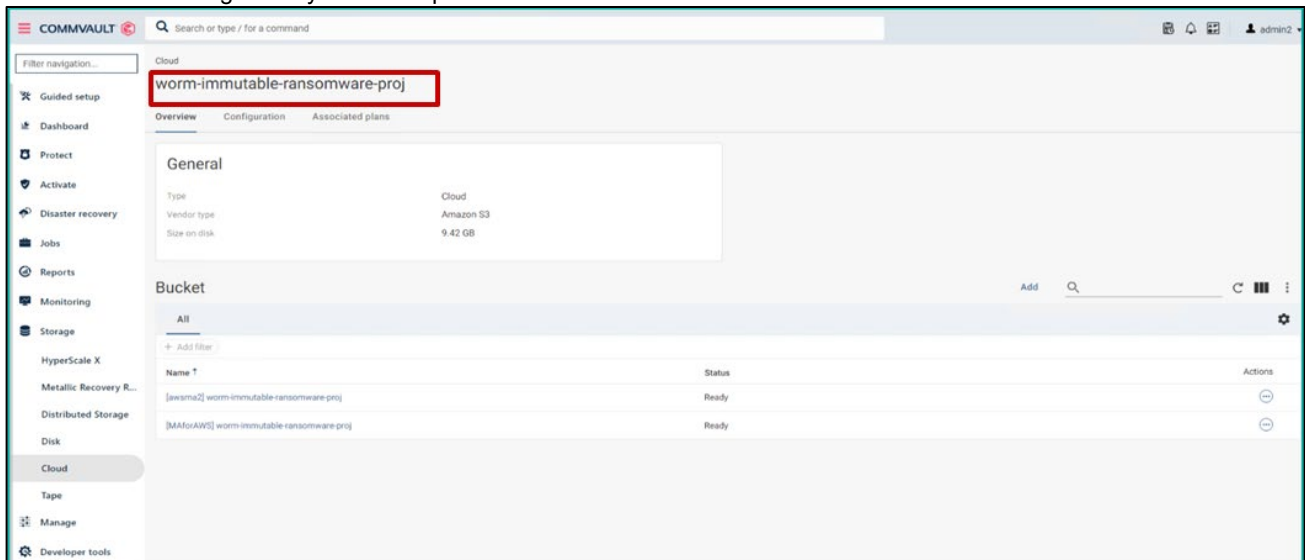 COMMVAULT
Search or type / for a command
admin2
Filter navigation...
Guided setup
Dashboard
Protect
Activate
Disaster recovery
Jobs
Reports
Monitoring
Storage
HyperScale X
Metallic Recovery R...
Distributed Storage
Disk
Cloud
Tape
Manage
Developer tools
Cloud
worm-immutable-ransomware-proj
Overview Configuration Associated plans
General
Type Cloud
Vendor type Amazon S3
Size on disk 9.42 GB
Bucket Add
All
+ Add filter
Name ↑ Status Actions
[awsma2] worm-immutable-ransomware-proj Ready
[MAforAWS] worm-immutable-ransomware-proj Ready